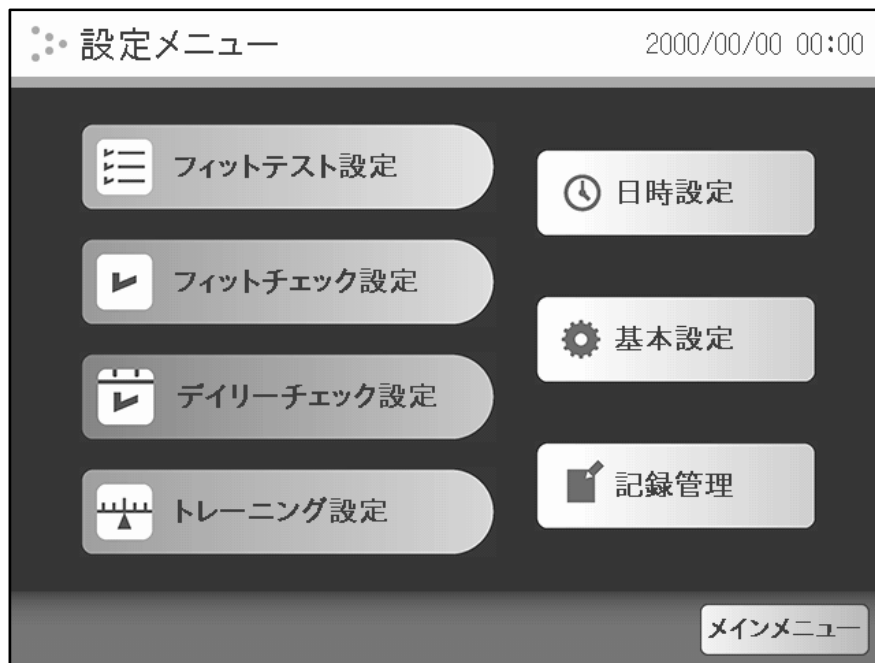 設定メニュー
2000/00/00 00:00
フィットテスト設定
フィットチェック設定
デイリーチェック設定
トレーニング設定
日時設定
基本設定
記録管理
メインメニュー